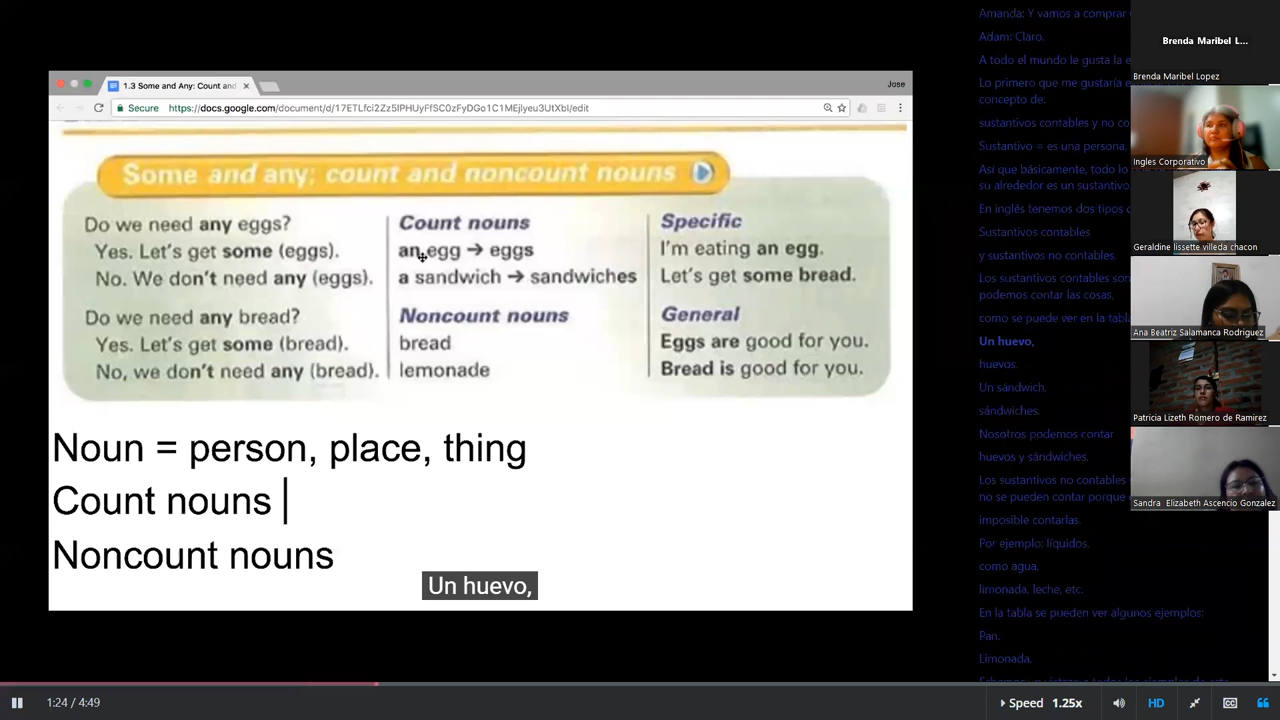 1.3 Some and Any: Count and
Jose
Secure
https://docs.google.com/document/d/17ETLfci2Zz5IPHUyFfSC0zFyDGo1C1MEjlyeu3UtXbI/edit
Some and any; count and noncount nouns
Do we need any eggs?
Yes. Let's get some (eggs).
No. We don't need any (eggs).
Do we need any bread?
Yes. Let's get some (bread).
No, we don't need any (bread).
Count nouns
an egg → eggs
a sandwich → sandwiches
Noncount nouns
bread
lemonade
Specific
I'm eating an egg.
Let's get some bread.
General
Eggs are good for you.
Bread is good for you.
Noun = person, place, thing
Count nouns
Noncount nouns
Un huevo,
1:24 / 4:49
Speed 1.25x
HD
Amanda: Y vamos a comprar
Adam: Claro.
A todo el mundo le gusta la
Lo primero que me gustaría
concepto de:
sustantivos contables y no
Sustantivo = es una persona,
Así que básicamente, todo lo
su alrededor es un sustantivo
En inglés tenemos dos tipos
Sustantivos contables
y sustantivos no contables.
Los sustantivos contables son
podemos contar las cosas,
como se puede ver en la
Un huevo,
huevos.
Un sándwich,
sándwiches.
Nosotros podemos contar
huevos y sándwiches.
Los sustantivos no contables
no se pueden contar porque
imposible contarlas.
Por ejemplo: líquidos,
como agua,
limonada, leche, etc.
En la tabla se pueden ver algunos ejemplos:
Pan.
Limonada.
Brenda Maribel L...
Brenda Maribel Lopez
Ingles Corporativo
Geraldine lissette villeda chacon
Ana Beatriz Salamanca Rodriguez
Patricia Lizeth Romero de Ramirez
Sandra Elizabeth Ascencio Gonzalez